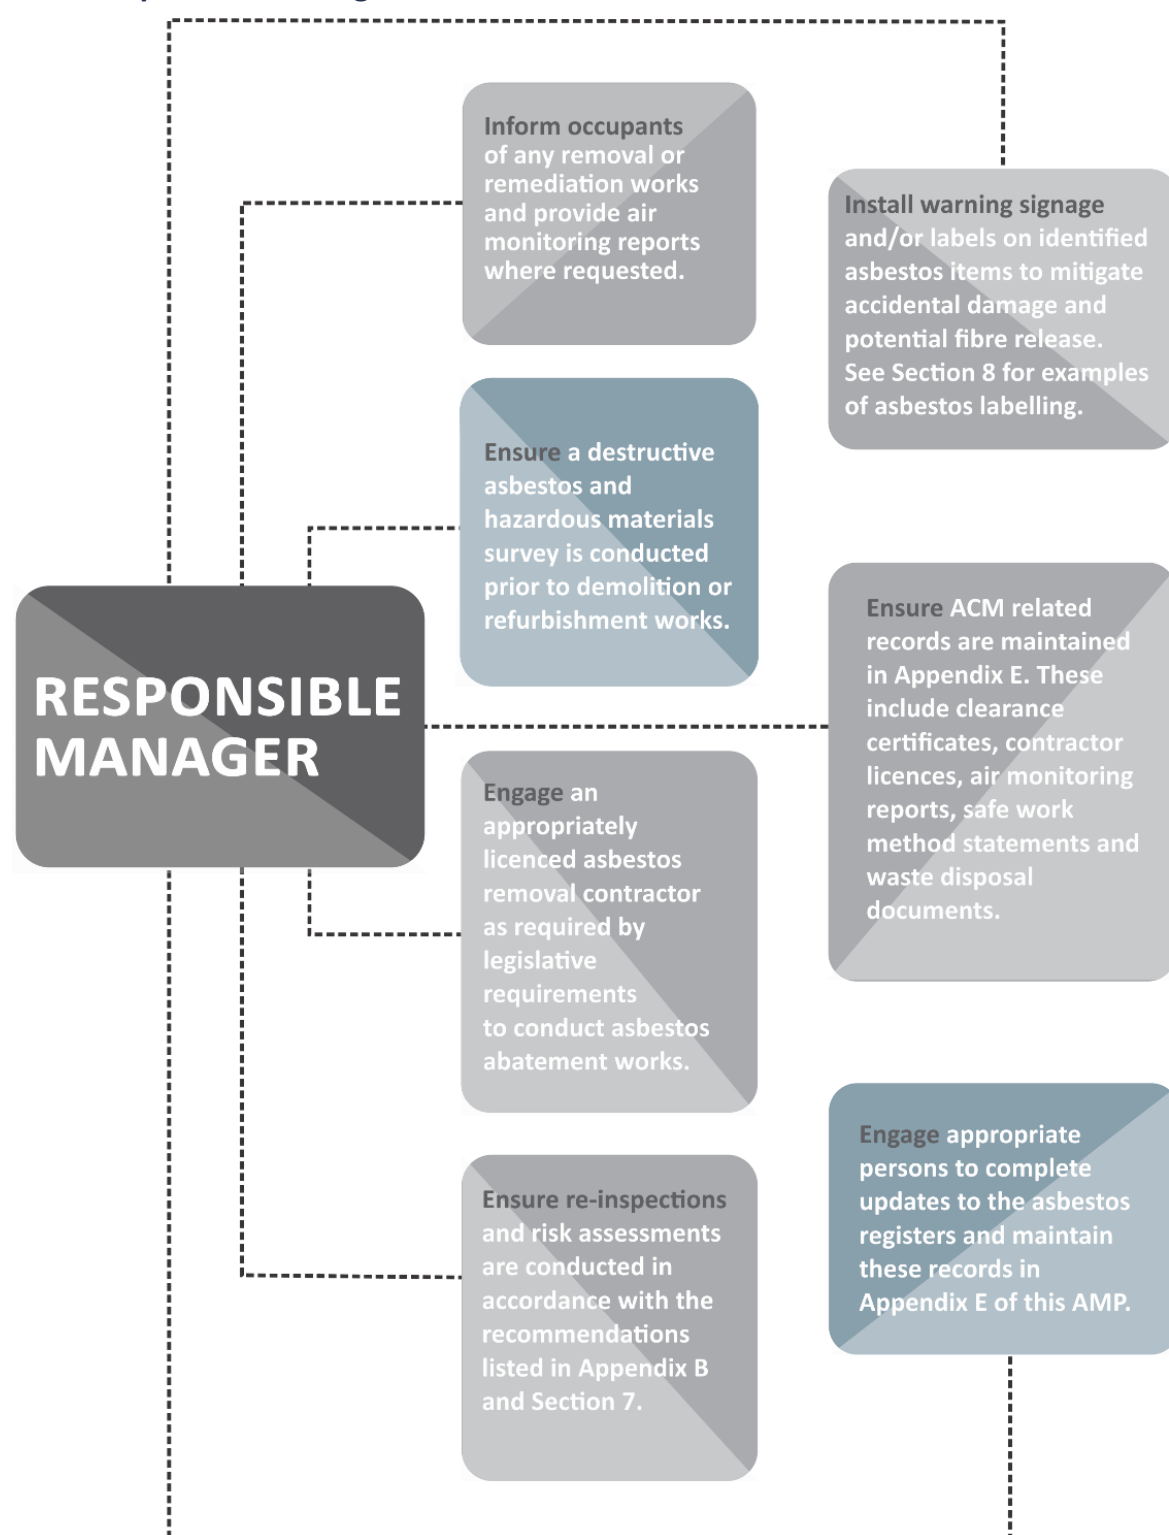 Inform occupants
of any removal or
remediation works
and provide air
monitoring reports
where requested.
Install warning signage
and/or labels on identified
asbestos items to mitigate
accidental damage and
potential fibre release.
See Section 8 for examples
of asbestos labelling.
Ensure a destructive
asbestos and
hazardous materials
survey is conducted
prior to demolition or
refurbishment works.
RESPONSIBLE
MANAGER
Ensure ACM related
records are maintained
in Appendix E. These
include clearance
certificates, contractor
licences, air monitoring
reports, safe work
method statements and
waste disposal
documents.
Engage an
appropriately
licenced asbestos
removal contractor
as required by
legislative
requirements
to conduct asbestos
abatement works.
Engage appropriate
persons to complete
updates to the asbestos
registers and maintain
these records in
Appendix E of this AMP.
Ensure re-inspections
and risk assessments
are conducted in
accordance with the
recommendations
listed in Appendix B
and Section 7.